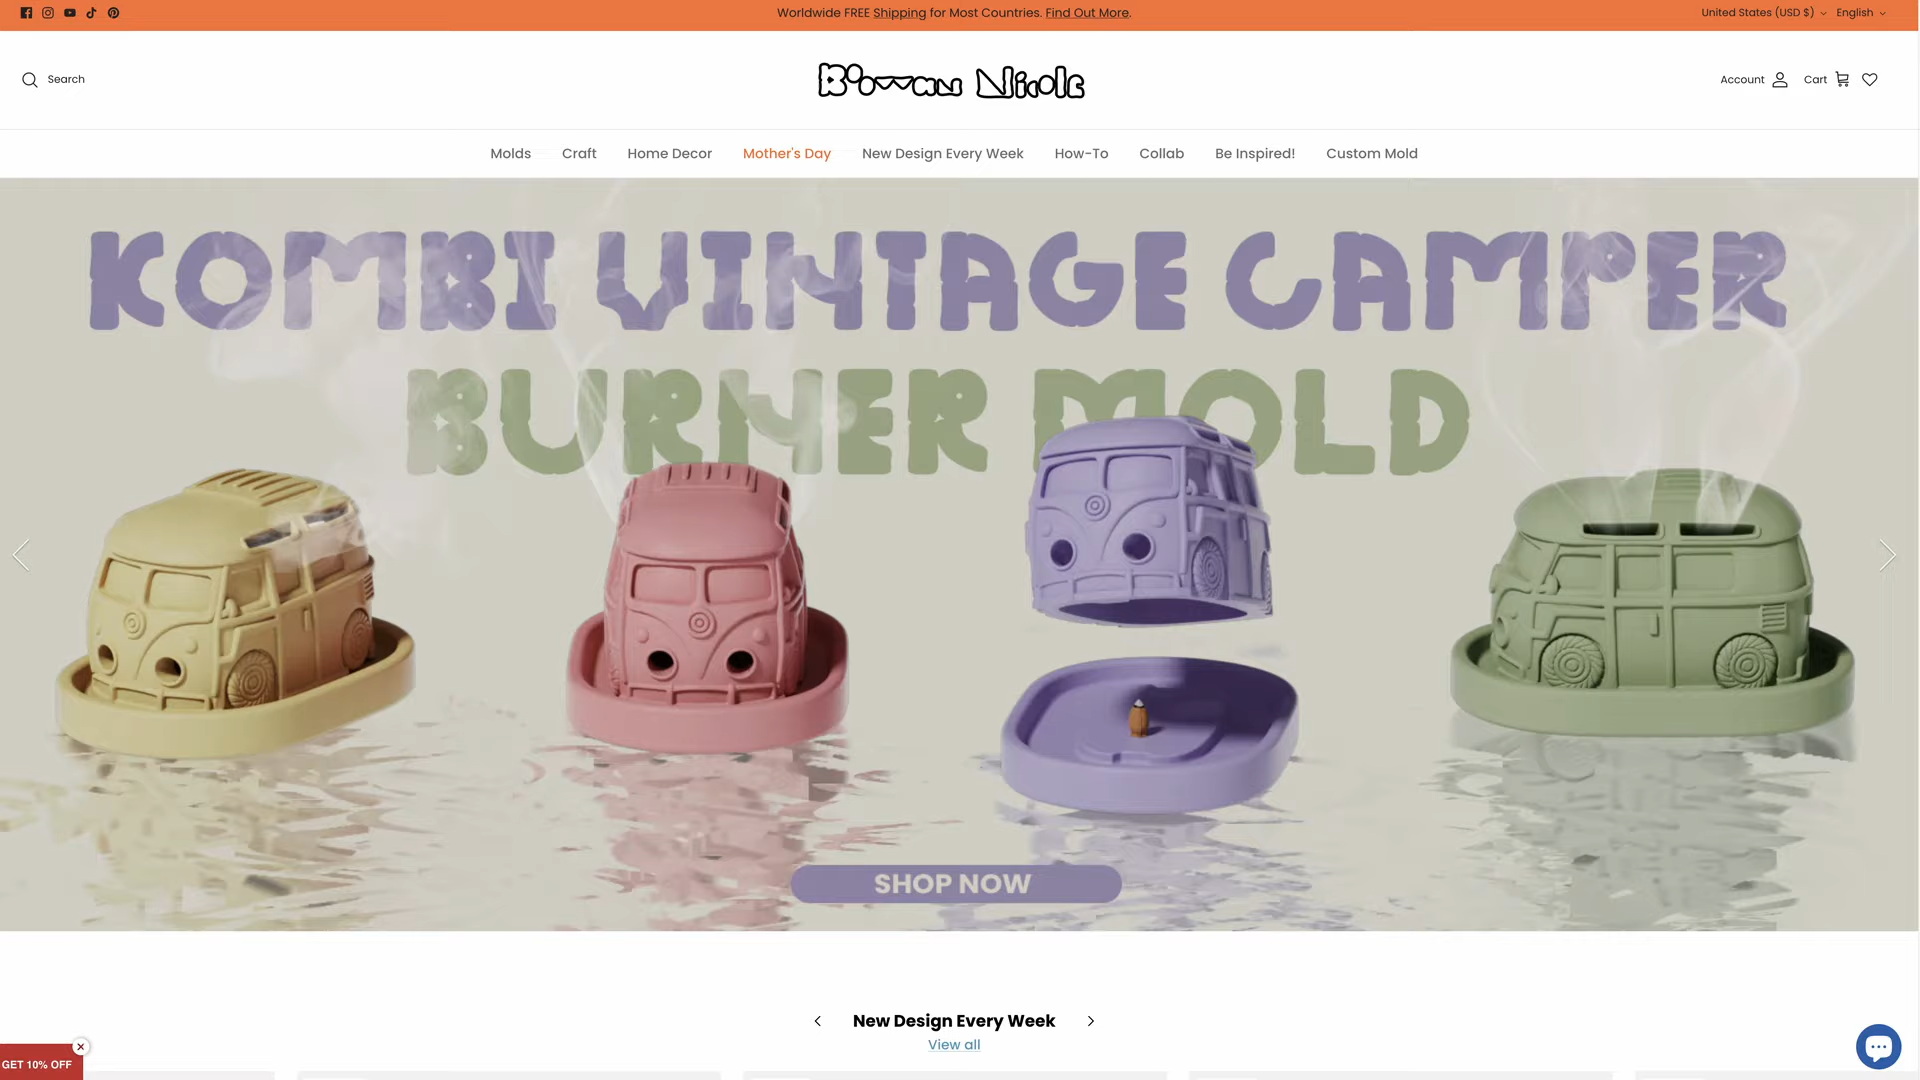 Worldwide FREE Shipping for Most Countries. Find Out More.
United States (USD $)
English
Search
Boowan Nicole
Account
Cart
Molds
Craft
Home Decor
Mother's Day
New Design Every Week
How-To
Collab
Be Inspired!
Custom Mold
KOMBI VINTAGE CAMPER
BURNER MOLD
SHOP NOW
New Design Every Week
View all
GET 10% OFF